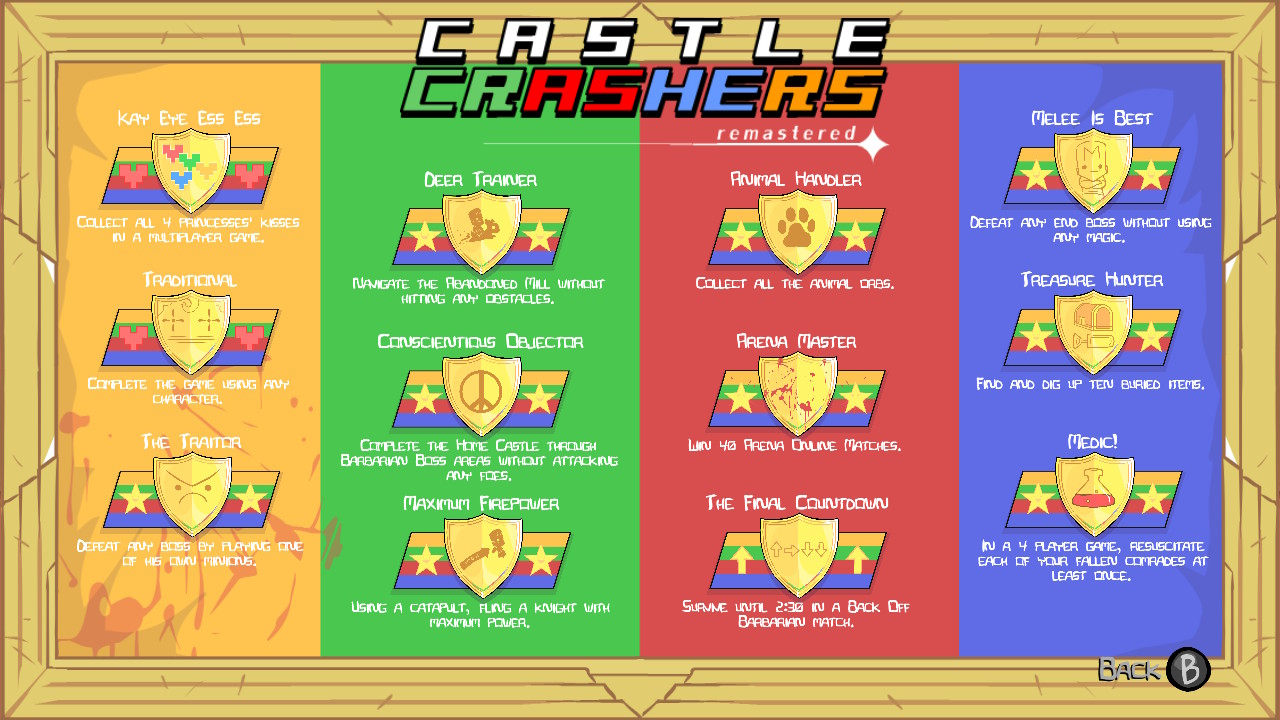 CASTLE
CRASHERS
remastered
Kay Eye Ess Ess
Collect all 4 princesses' kisses
in a multiplayer game.
Traditional
Complete the game using any
character.
The Traitor
Defeat any boss by playing one
of his own minions.
Deer Trainer
Navigate the Abandoned Mill without
hitting any obstacles.
Conscientious Objector
Complete the Home Castle through
Barbarian Boss areas without attacking
any foes.
Maximum Firepower
Using a catapult, fling a knight with
maximum power.
Animal Handler
Collect all the animal orbs.
Arena Master
Win 40 Arena Online Matches.
The Final Countdown
Survive until 2:30 in a Back Off
Barbarian match.
Melee Is Best
Defeat any end boss without using
any magic.
Treasure Hunter
Find and dig up ten buried items.
Medic!
In a 4 player game, resuscitate
each of your fallen comrades at
least once.
Back B